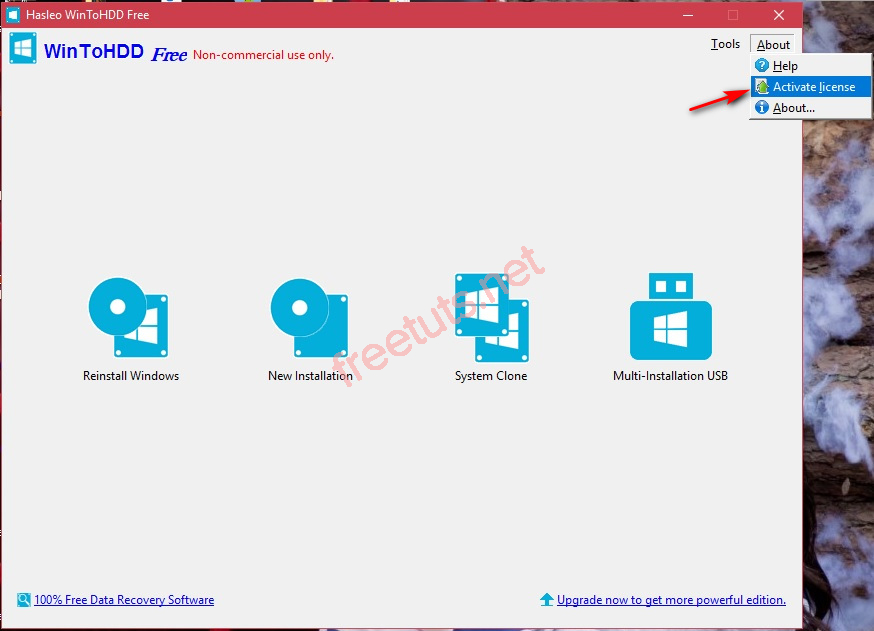 Hasleo WinToHDD Free
WinToHDD Free Non-commercial use only.
Tools About
Help
Activate license
About...
freetuts.net
Reinstall Windows New Installation System Clone Multi-Installation USB
100% Free Data Recovery Software Upgrade now to get more powerful edition.